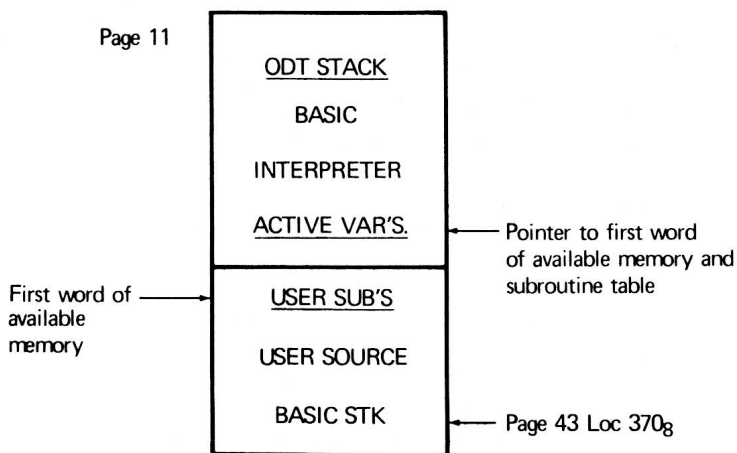 Page 11
ODT STACK
BASIC
INTERPRETER
ACTIVE VAR'S.
Pointer to first word
of available memory and
subroutine table
First word of
available
memory
USER SUB'S
USER SOURCE
BASIC STK
Page 43 Loc 370₈